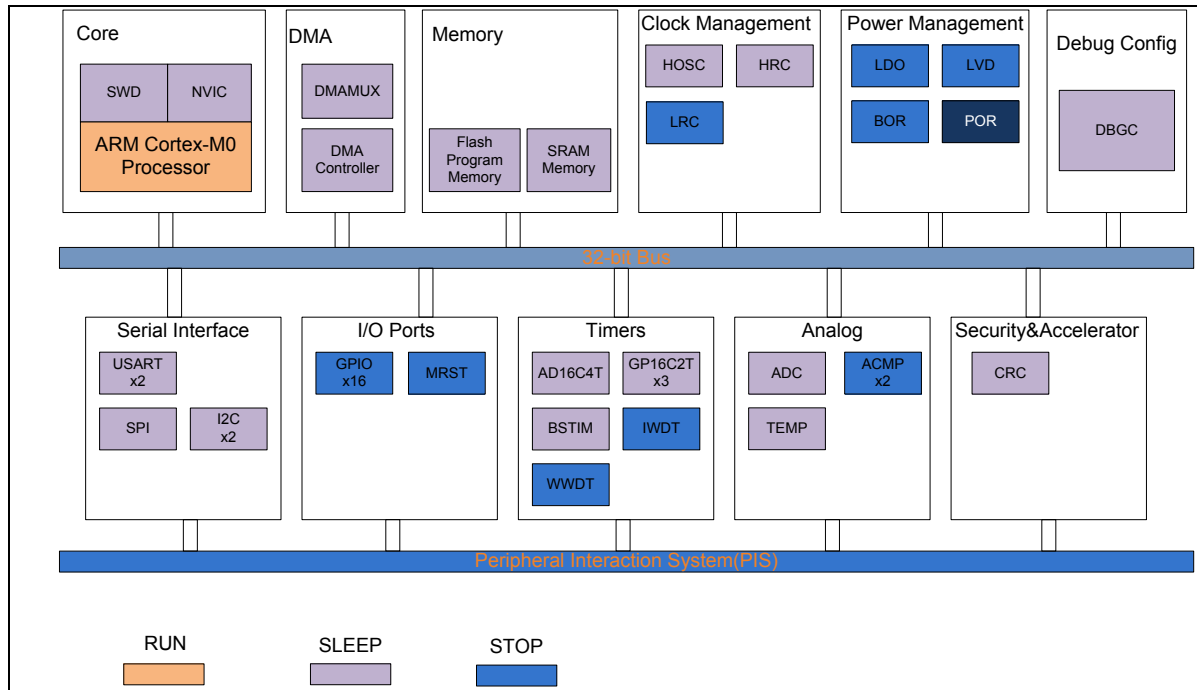 Core
SWD
NVIC
ARM Cortex-M0
Processor
DMA
DMAMUX
DMA
Controller
Memory
Flash
Program
Memory
SRAM
Memory
Clock Management
HOSC
HRC
LRC
Power Management
LDO
LVD
BOR
POR
Debug Config
DBGC
32-bit Bus
Serial Interface
USART
x2
SPI
I2C
x2
I/O Ports
GPIO
x16
MRST
Timers
AD16C4T
GP16C2T
x3
BSTIM
IWDT
WWDT
Analog
ADC
ACMP
x2
TEMP
Security&Accelerator
CRC
Peripheral Interaction System(PIS)
RUN
SLEEP
STOP